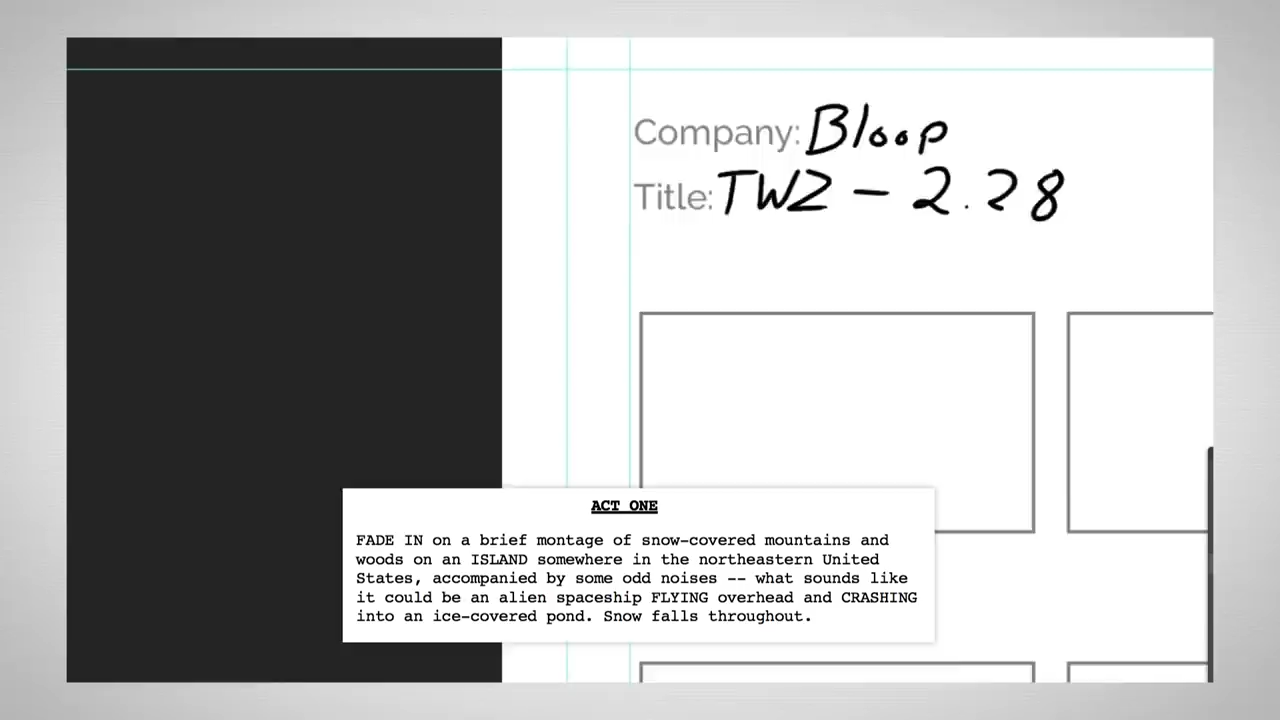 Company: Bloop
Title: TWZ - 2.28
ACT ONE
FADE IN on a brief montage of snow-covered mountains and
woods on an ISLAND somewhere in the northeastern United
States, accompanied by some odd noises -- what sounds like
it could be an alien spaceship FLYING overhead and CRASHING
into an ice-covered pond. Snow falls throughout.